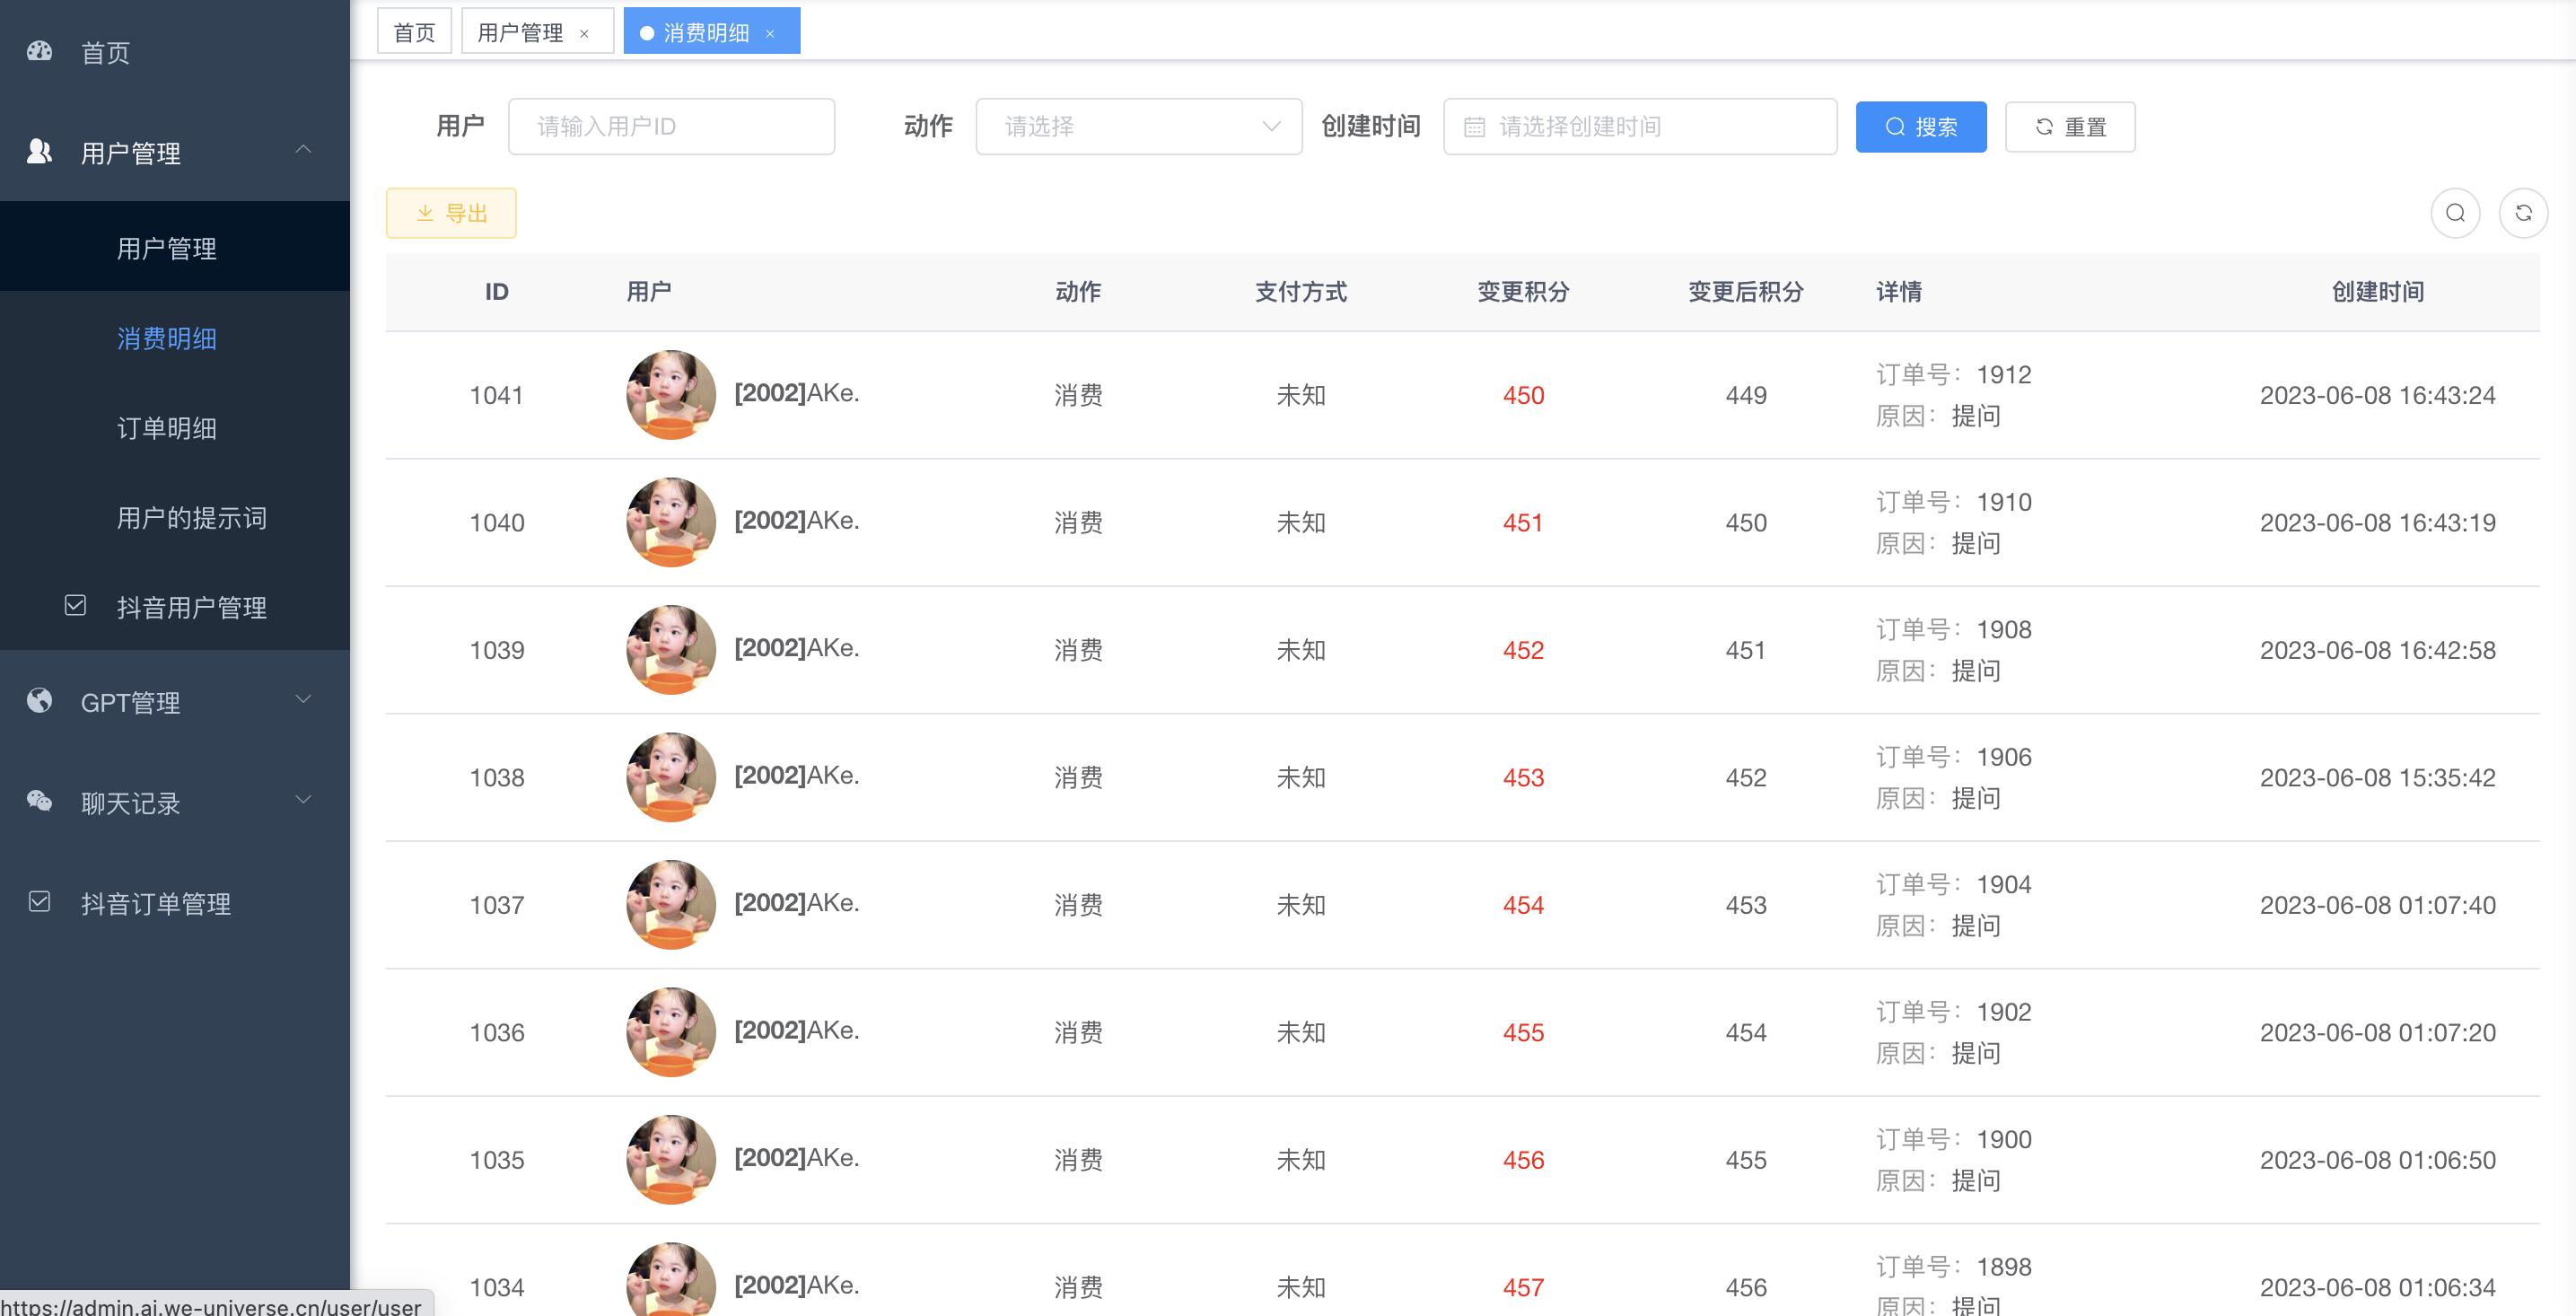 首页
用户管理
用户管理
消费明细
订单明细
用户的提示词
抖音用户管理
GPT管理
聊天记录
抖音订单管理
https://admin.ai.we-universe.cn/user/user
首页 用户管理 × 消费明细 ×
用户 请输入用户ID 动作 请选择 创建时间 请选择创建时间 搜索 重置
导出
ID 用户 动作 支付方式 变更积分 变更后积分 详情 创建时间
1041 [2002]AKe. 消费 未知 450 449 订单号：1912 2023-06-08 16:43:24
原因：提问
1040 [2002]AKe. 消费 未知 451 450 订单号：1910 2023-06-08 16:43:19
原因：提问
1039 [2002]AKe. 消费 未知 452 451 订单号：1908 2023-06-08 16:42:58
原因：提问
1038 [2002]AKe. 消费 未知 453 452 订单号：1906 2023-06-08 15:35:42
原因：提问
1037 [2002]AKe. 消费 未知 454 453 订单号：1904 2023-06-08 01:07:40
原因：提问
1036 [2002]AKe. 消费 未知 455 454 订单号：1902 2023-06-08 01:07:20
原因：提问
1035 [2002]AKe. 消费 未知 456 455 订单号：1900 2023-06-08 01:06:50
原因：提问
1034 [2002]AKe. 消费 未知 457 456 订单号：1898 2023-06-08 01:06:34
原因：提问